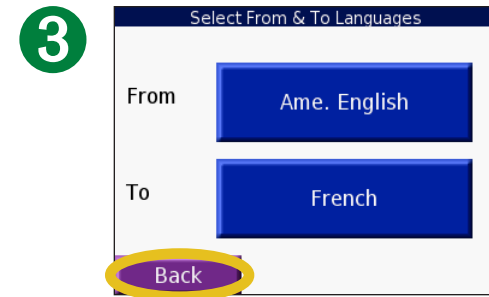 3
Select From & To Languages
From Ame. English
To French
Back